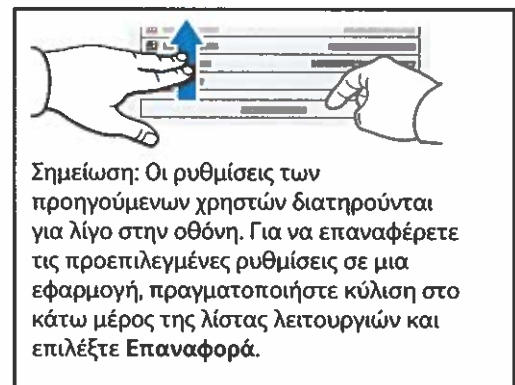 Σημείωση: Οι ρυθμίσεις των
προηγούμενων χρηστών διατηρούνται
για λίγο στην οθόνη. Για να επαναφέρετε
τις προεπιλεγμένες ρυθμίσεις σε μια
εφαρμογή, πραγματοποιήστε κύλιση στο
κάτω μέρος της λίστας λειτουργιών και
επιλέξτε Επαναφορά.